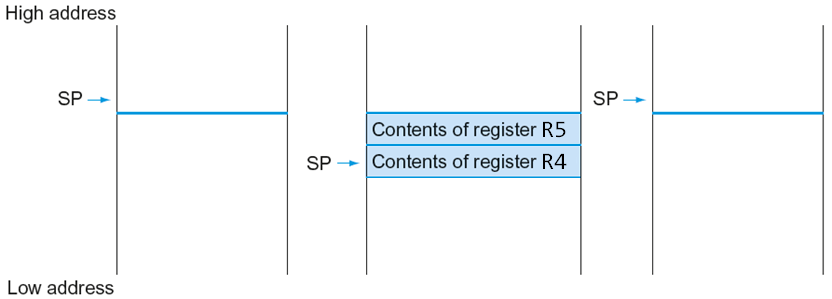 High address
SP
SP
Contents of register R5
SP
Contents of register R4
Low address